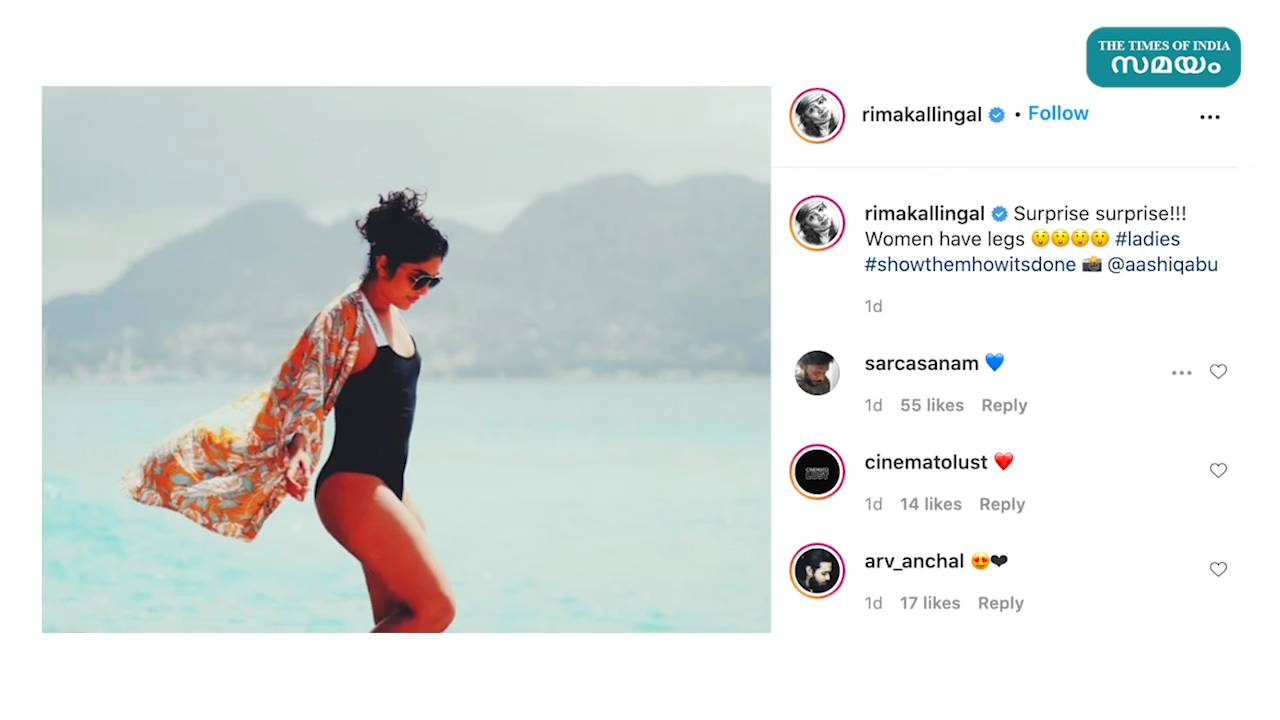 THE TIMES OF INDIA
സമയം
rimakallingal • Follow
rimakallingal Surprise surprise!!!
Women have legs 😲😲😲😲 #ladies
#showthemhowitsdone 📸 @aashiqabu
1d
sarcasanam 💙
1d 55 likes Reply
cinematolust ❤️
1d 14 likes Reply
arv_anchal 😍❤
1d 17 likes Reply